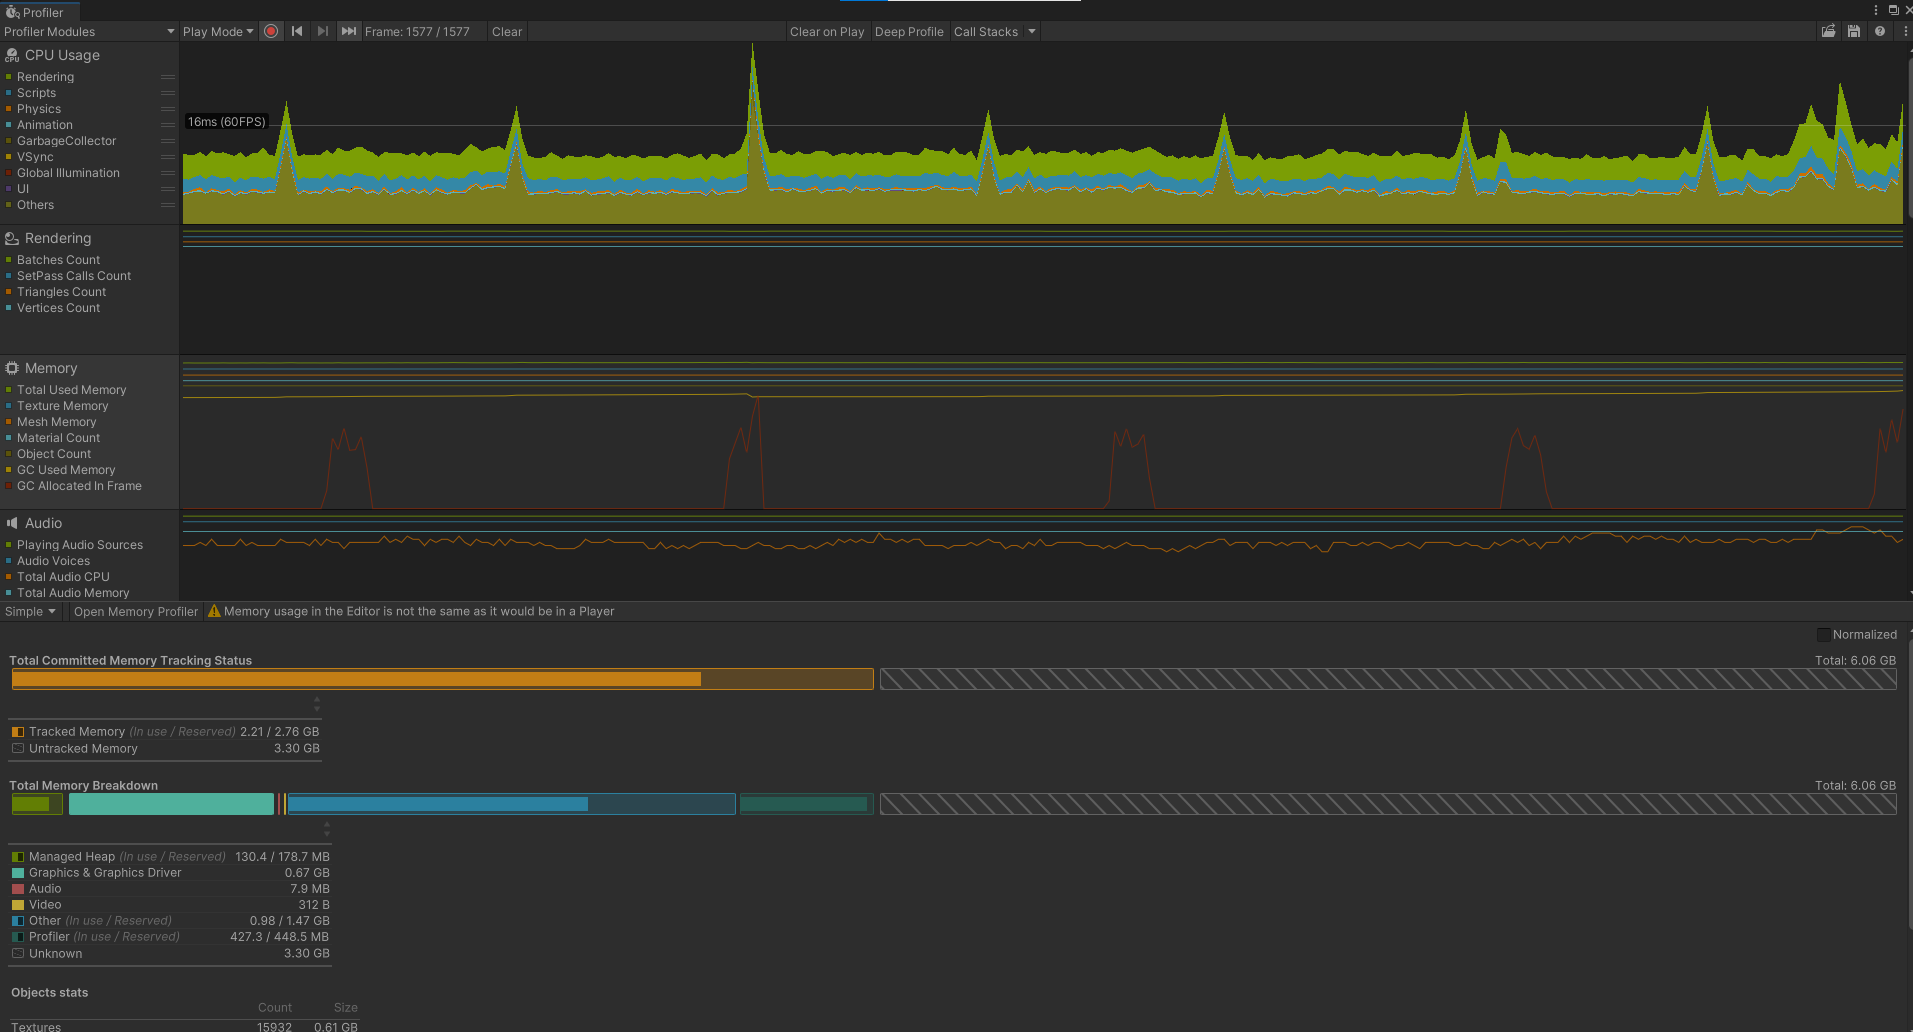 Profiler
Profiler Modules Play Mode Frame: 1577 / 1577 Clear Clear on Play Deep Profile Call Stacks
CPU Usage
CPU
Rendering
Scripts
Physics
Animation
GarbageCollector
VSync
Global Illumination
UI
Others
16ms (60FPS)
Rendering
Batches Count
SetPass Calls Count
Triangles Count
Vertices Count
Memory
Total Used Memory
Texture Memory
Mesh Memory
Material Count
Object Count
GC Used Memory
GC Allocated In Frame
Audio
Playing Audio Sources
Audio Voices
Total Audio CPU
Total Audio Memory
Simple Open Memory Profiler Memory usage in the Editor is not the same as it would be in a Player
Normalized
Total Committed Memory Tracking Status Total: 6.06 GB
Tracked Memory (In use / Reserved) 2.21 / 2.76 GB
Untracked Memory 3.30 GB
Total Memory Breakdown Total: 6.06 GB
Managed Heap (In use / Reserved) 130.4 / 178.7 MB
Graphics & Graphics Driver 0.67 GB
Audio 7.9 MB
Video 312 B
Other (In use / Reserved) 0.98 / 1.47 GB
Profiler (In use / Reserved) 427.3 / 448.5 MB
Unknown 3.30 GB
Objects stats
Count Size
Textures 15932 0.61 GB